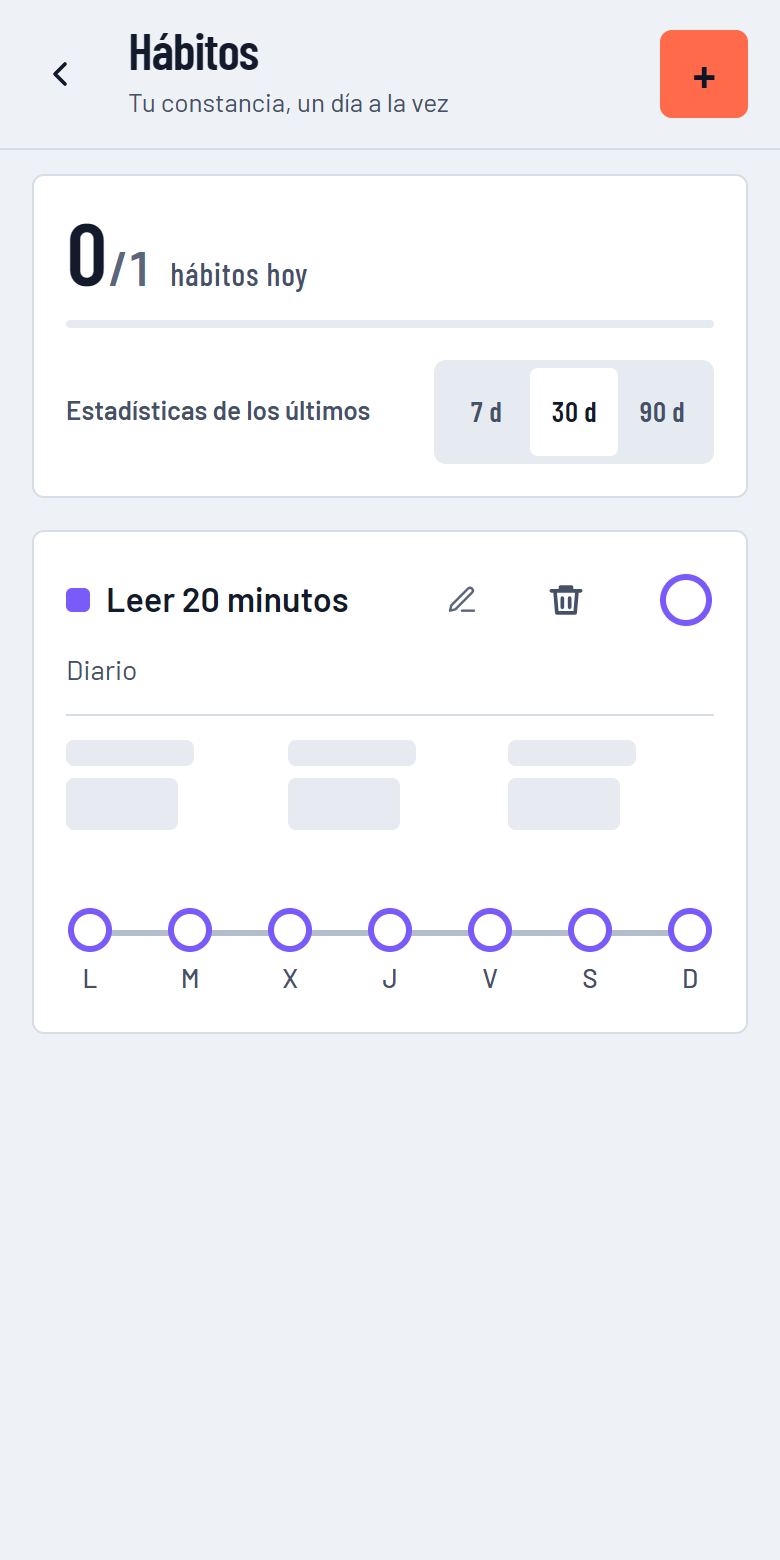 Hábitos
Tu constancia, un día a la vez
+
0/1 hábitos hoy
Estadísticas de los últimos
7 d 30 d 90 d
Leer 20 minutos
Diario
L M X J V S D